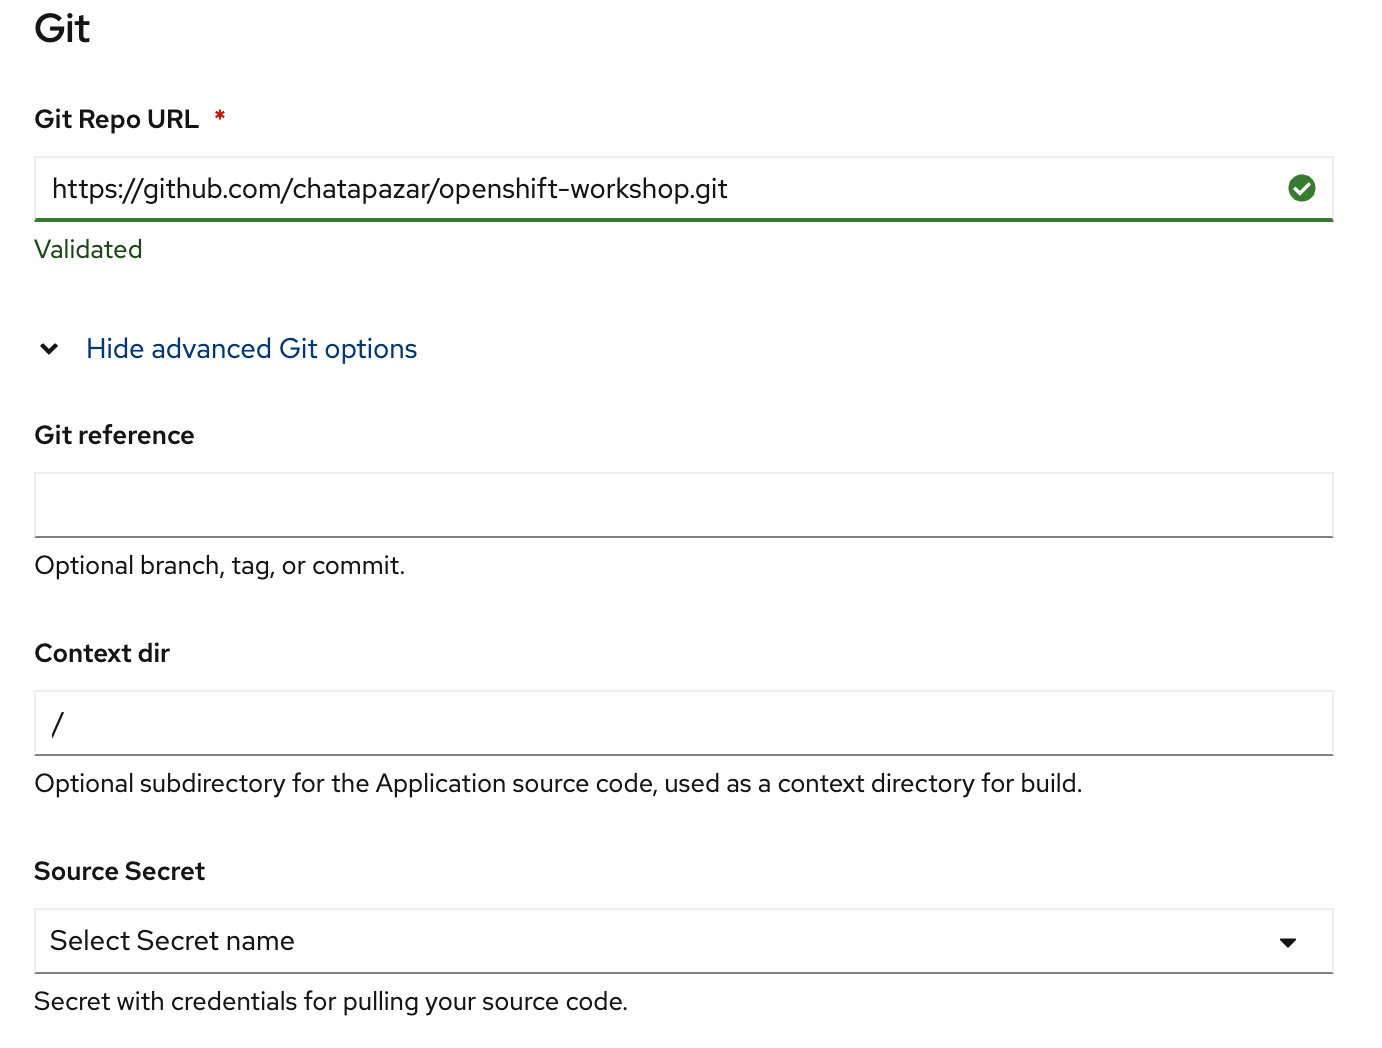 Git
Git Repo URL *
https://github.com/chatapazar/openshift-workshop.git
Validated
Hide advanced Git options
Git reference
Optional branch, tag, or commit.
Context dir
/
Optional subdirectory for the Application source code, used as a context directory for build.
Source Secret
Select Secret name
Secret with credentials for pulling your source code.